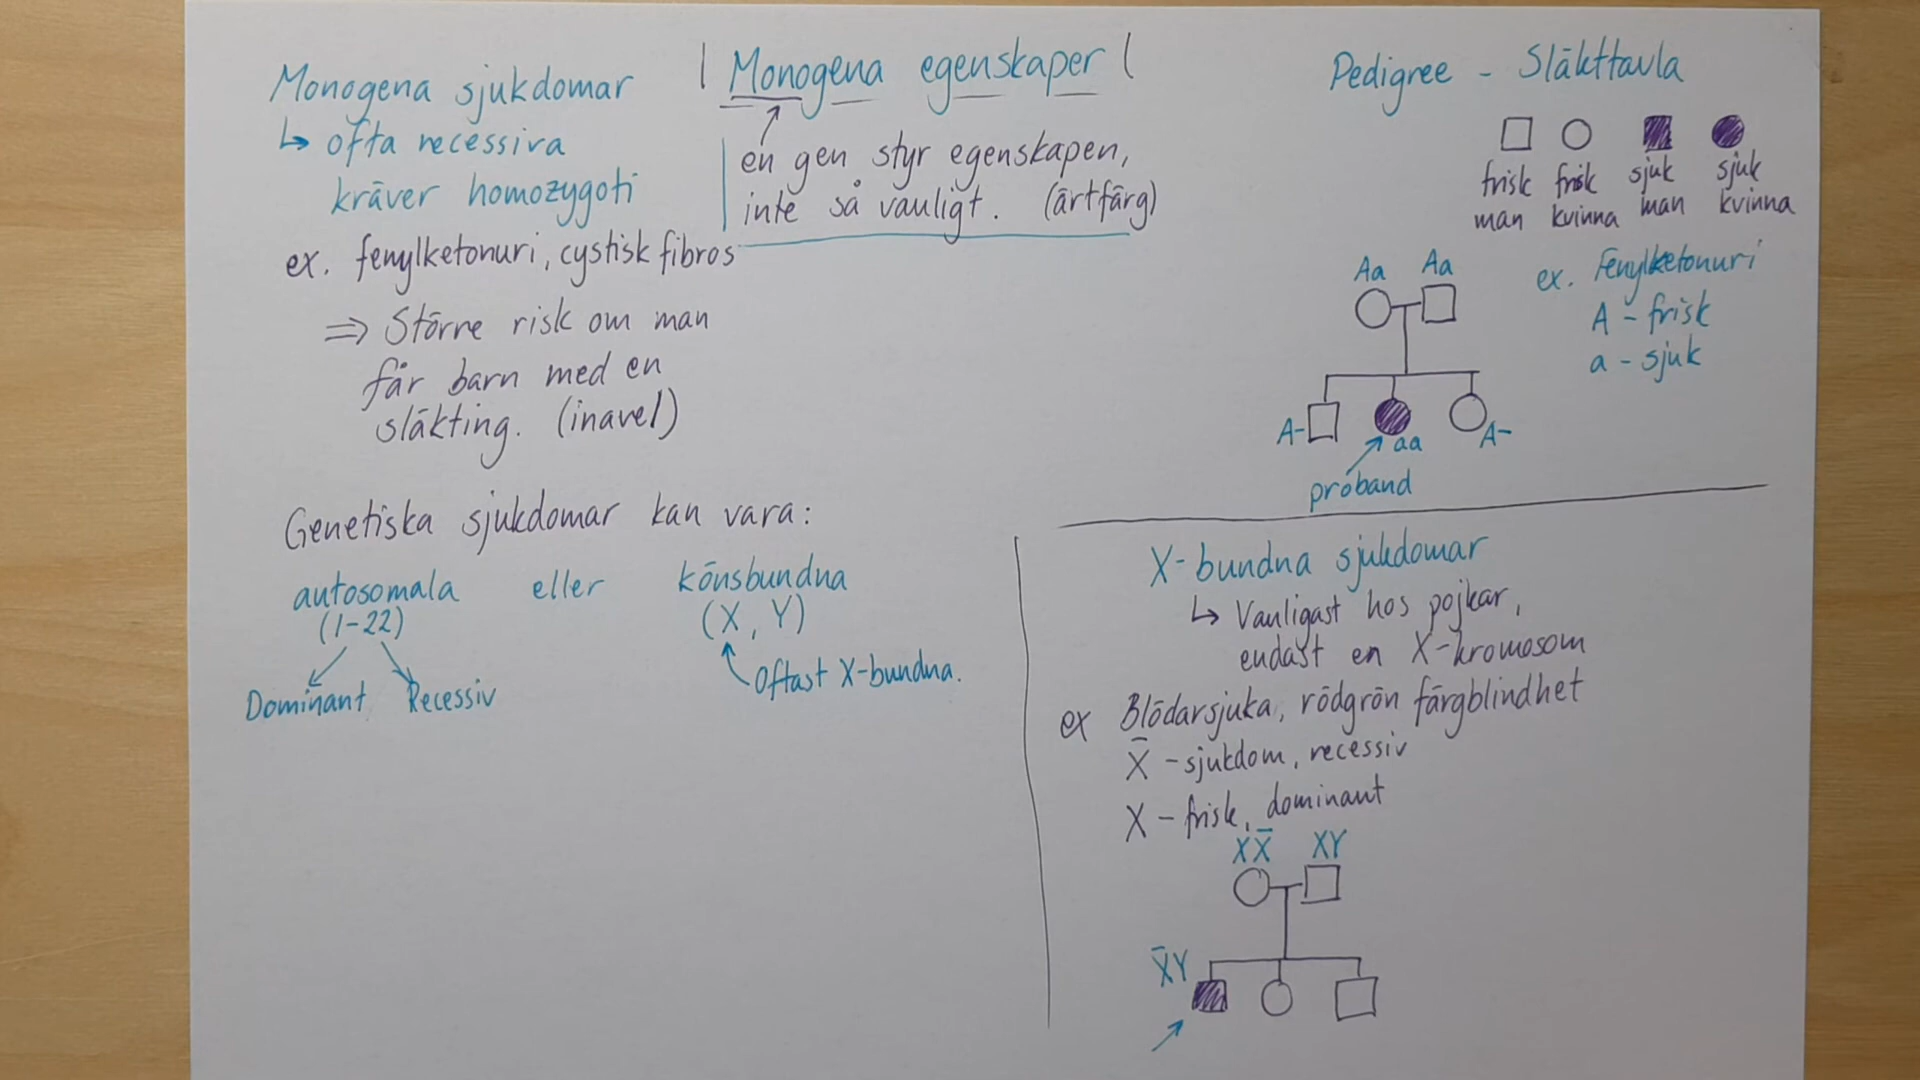 Monogena sjukdomar
↳ ofta recessiva
kräver homozygoti
ex. fenylketonuri, cystisk fibros
⇒ Större risk om man
får barn med en
släkting. (inavel)
Monogena egenskaper
en gen styr egenskapen,
inte så vanligt. (ärtfärg)
Genetiska sjukdomar kan vara:
autosomala eller könsbundna
(1-22) (X, Y)
Oftast X-bundna.
Dominant Recessiv
Pedigree - Släkttavla
frisk man
frisk kvinna
sjuk man
sjuk kvinna
ex. Fenylketonuri
A - frisk
a - sjuk
Aa Aa
A- aa A-
proband
X-bundna sjukdomar
↳ Vanligast hos pojkar,
endast en X-kromosom
ex Blödarsjuka, rödgrön färgblindhet
X̄ - sjukdom, recessiv
X - frisk, dominant
XX̄ XY
X̄Y